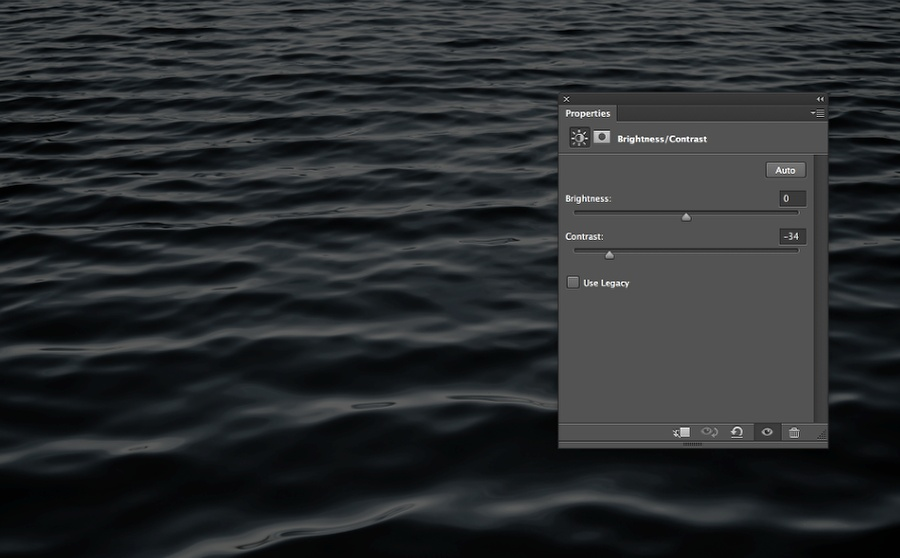 Properties
Brightness/Contrast
Auto
Brightness: 0
Contrast: -34
Use Legacy